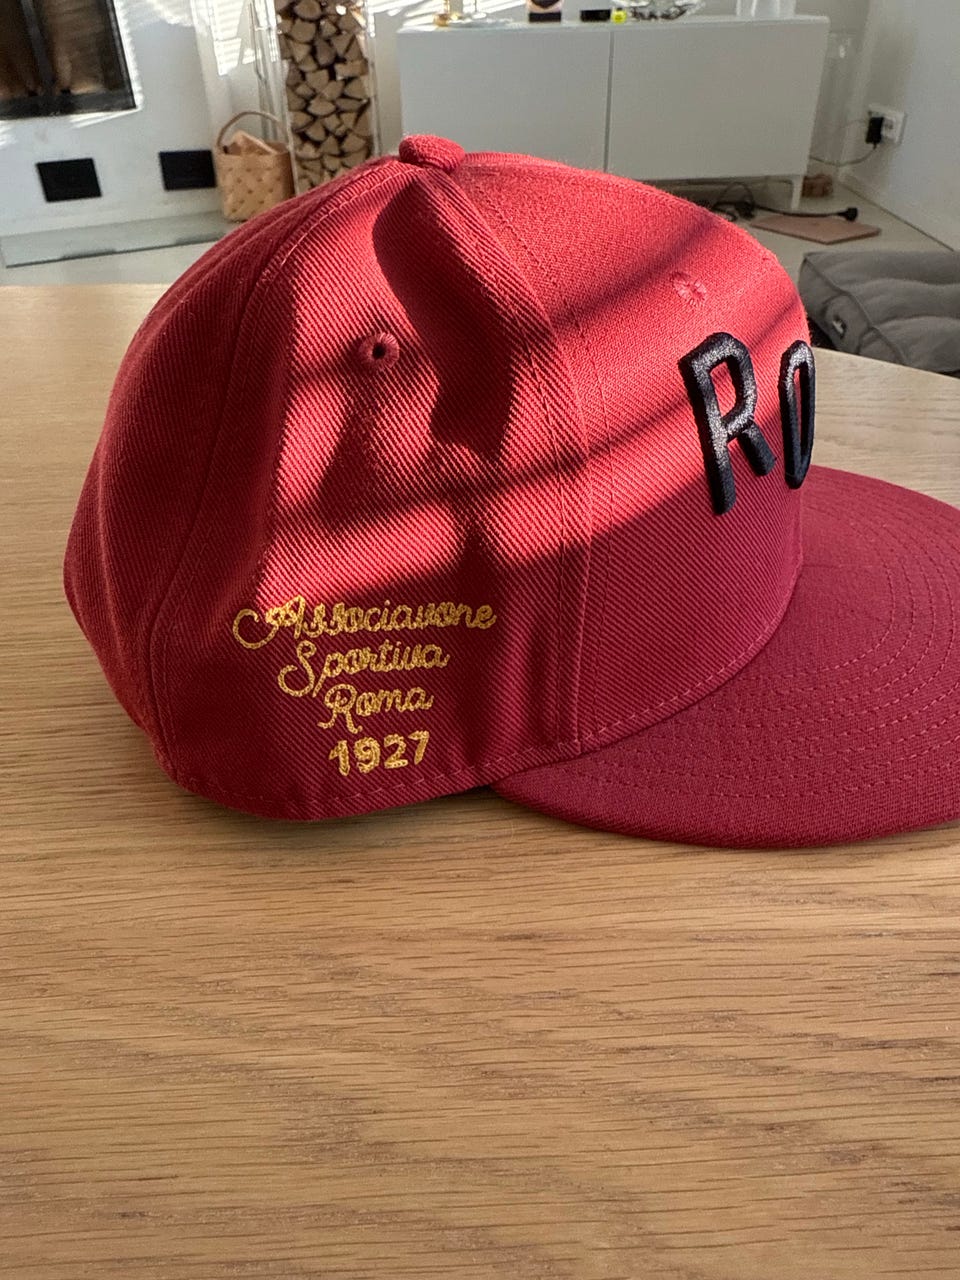 Associazione
Sportiva
Roma
1927
RO